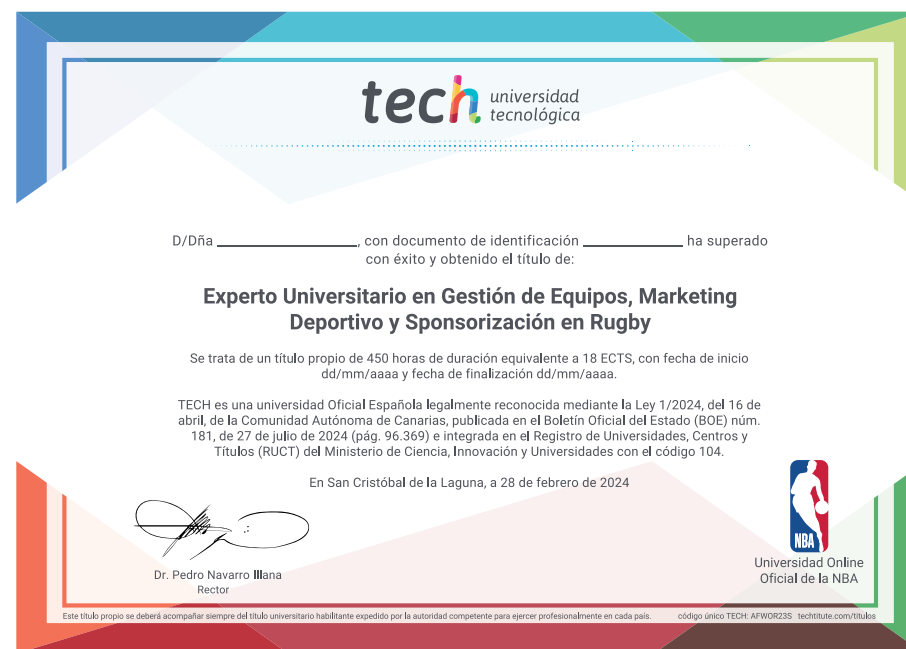 tech universidad
tecnológica
D/Dña ____________________, con documento de identificación ______________ ha superado
con éxito y obtenido el título de:
Experto Universitario en Gestión de Equipos, Marketing
Deportivo y Sponsorización en Rugby
Se trata de un título propio de 450 horas de duración equivalente a 18 ECTS, con fecha de inicio
dd/mm/aaaa y fecha de finalización dd/mm/aaaa.
TECH es una universidad Oficial Española legalmente reconocida mediante la Ley 1/2024, del 16 de
abril, de la Comunidad Autónoma de Canarias, publicada en el Boletín Oficial del Estado (BOE) núm.
181, de 27 de julio de 2024 (pág. 96.369) e integrada en el Registro de Universidades, Centros y
Títulos (RUCT) del Ministerio de Ciencia, Innovación y Universidades con el código 104.
En San Cristóbal de la Laguna, a 28 de febrero de 2024
Dr. Pedro Navarro Illana
Rector
NBA
Universidad Online
Oficial de la NBA
Este título propio se deberá acompañar siempre del título universitario habilitante expedido por la autoridad competente para ejercer profesionalmente en cada país.
código único TECH: AFWOR23S techtitute.com/titulos